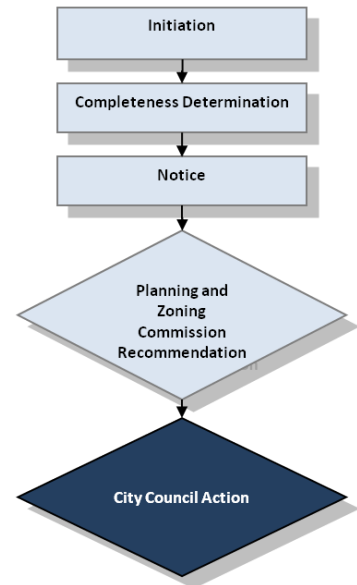 Initiation
Completeness Determination
Notice
Planning and
Zoning
Commission
Recommendation
City Council Action